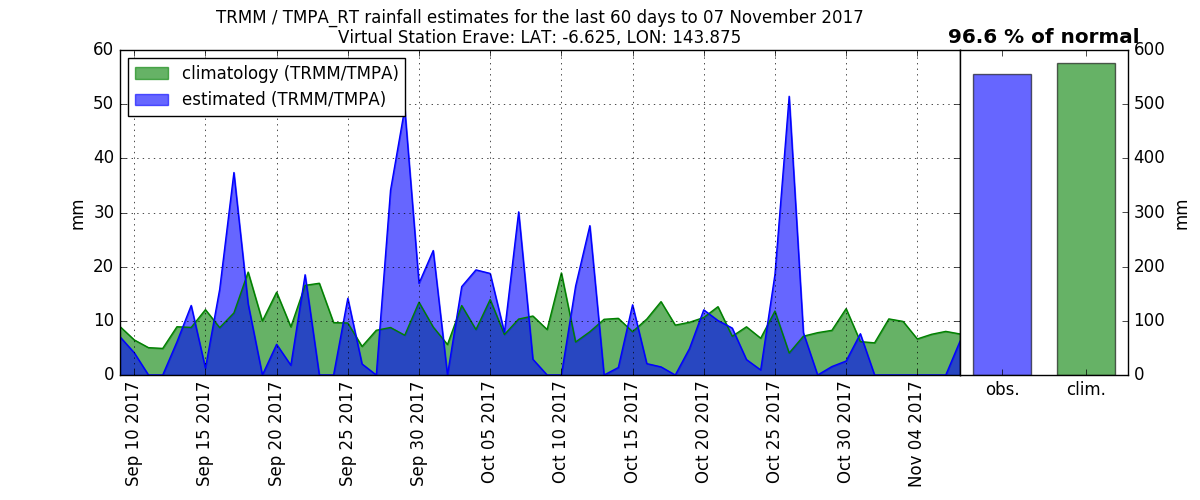 TRMM / TMPA_RT rainfall estimates for the last 60 days to 07 November 2017
Virtual Station Erave: LAT: -6.625, LON: 143.875
96.6 % of normal
climatology (TRMM/TMPA)
estimated (TRMM/TMPA)
60
50
40
30
20
10
0
mm
600
500
400
300
200
100
0
mm
Sep 10 2017
Sep 15 2017
Sep 20 2017
Sep 25 2017
Sep 30 2017
Oct 05 2017
Oct 10 2017
Oct 15 2017
Oct 20 2017
Oct 25 2017
Oct 30 2017
Nov 04 2017
obs.
clim.